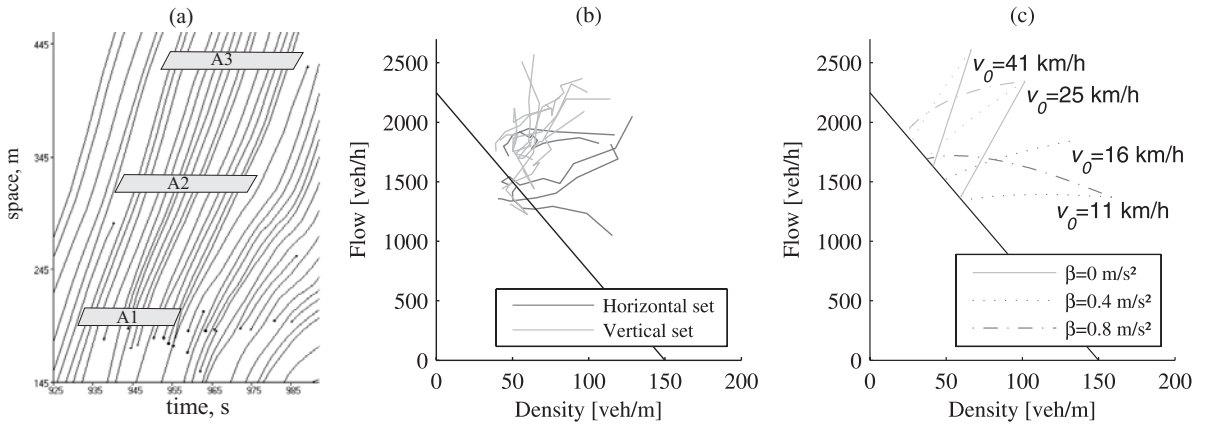 (a)
445
A3
345
A2
245
A1
145
925
935
945
955
965
975
985
space, m
time, s
(b)
2500
2000
1500
1000
500
0
0
50
100
150
200
Flow [veh/h]
Density [veh/m]
Horizontal set
Vertical set
(c)
2500
2000
1500
1000
500
0
0
50
100
150
200
Flow [veh/h]
Density [veh/m]
v0=41 km/h
v0=25 km/h
v0=16 km/h
v0=11 km/h
β=0 m/s²
β=0.4 m/s²
β=0.8 m/s²